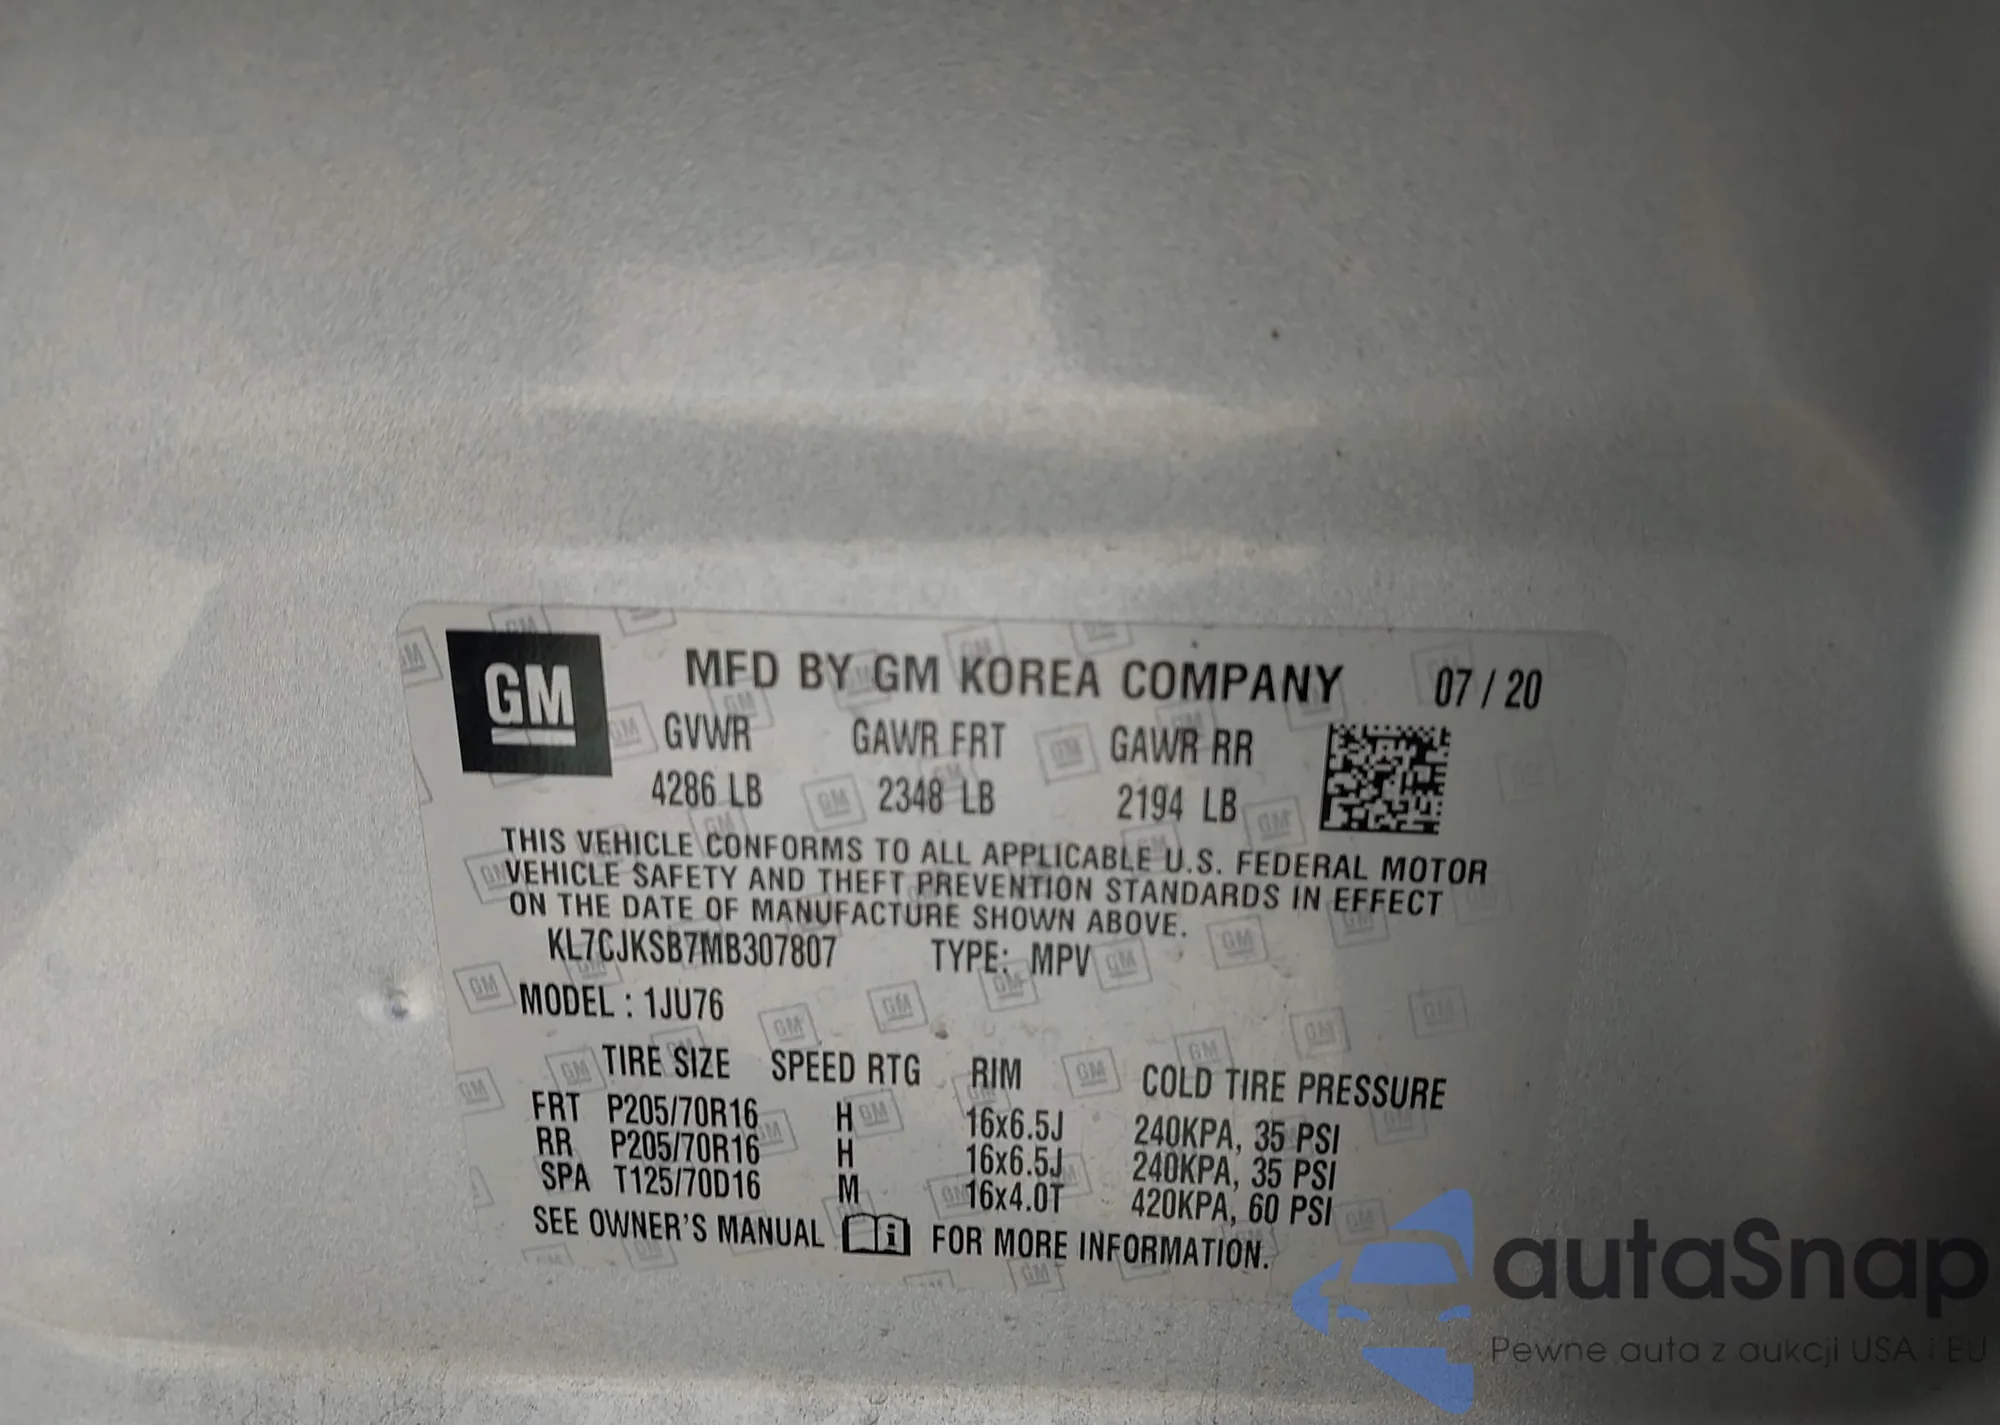 GM
MFD BY GM KOREA COMPANY 07 / 20
GVWR GAWR FRT GAWR RR
4286 LB 2348 LB 2194 LB
THIS VEHICLE CONFORMS TO ALL APPLICABLE U.S. FEDERAL MOTOR
VEHICLE SAFETY AND THEFT PREVENTION STANDARDS IN EFFECT
ON THE DATE OF MANUFACTURE SHOWN ABOVE.
KL7CJKSB7MB307807 TYPE: MPV
MODEL : 1JU76
TIRE SIZE SPEED RTG RIM COLD TIRE PRESSURE
FRT P205/70R16 H 16x6.5J 240KPA, 35 PSI
RR P205/70R16 H 16x6.5J 240KPA, 35 PSI
SPA T125/70D16 M 16x4.0T 420KPA, 60 PSI
SEE OWNER'S MANUAL i FOR MORE INFORMATION.
autaSnap
Pewne auta z aukcji USA i EU